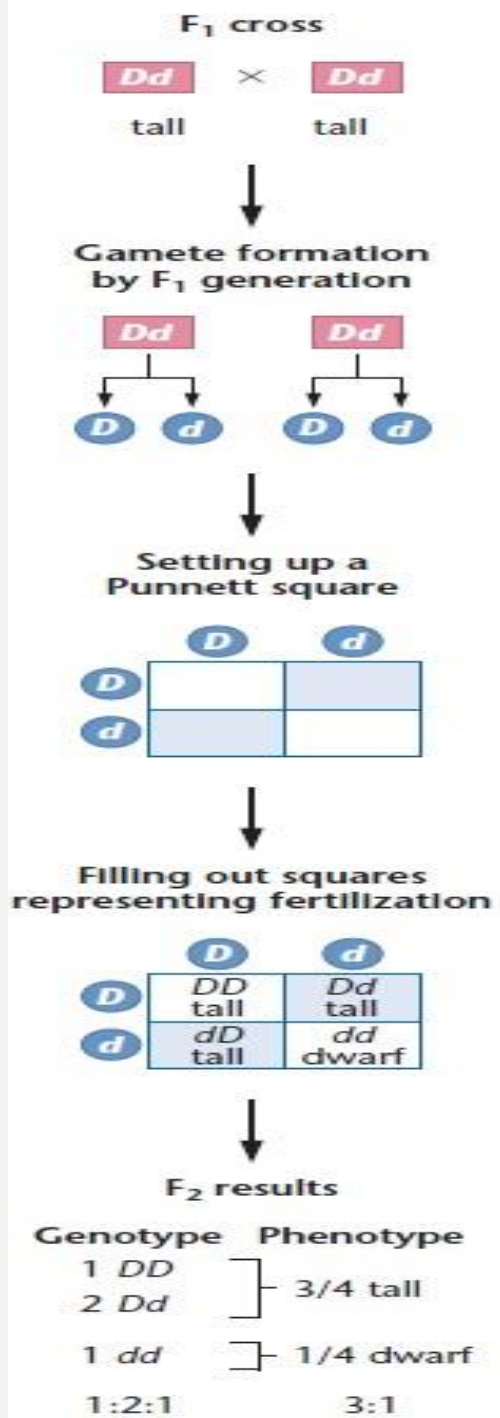 F₁ cross
Dd × Dd
tall tall
Gamete formation
by F₁ generation
Dd Dd
D d D d
Setting up a
Punnett square
D d
D
d
Filling out squares
representing fertilization
D d
D DD Dd
tall tall
d dD dd
tall dwarf
F₂ results
Genotype Phenotype
1 DD
3/4 tall
2 Dd
1 dd 1/4 dwarf
1:2:1 3:1